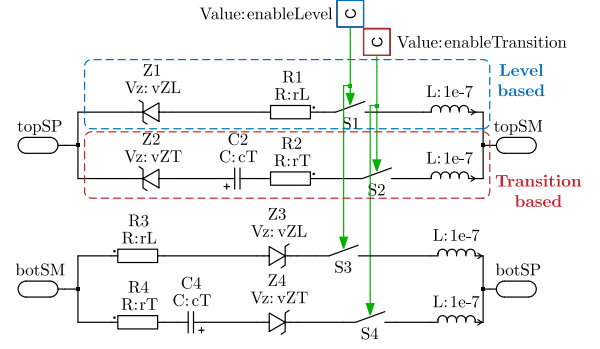 Value:enableLevel
C
C
Value:enableTransition
Z1
Vz:vZL
R1
R:rL
L:1e-7
Level
based
topSP
S1
topSM
Z2
Vz:vZT
C2
C:cT
+
R2
R:rT
L:1e-7
S2
Transition
based
R3
R:rL
Z3
Vz:vZL
L:1e-7
botSM
S3
botSP
R4
R:rT
C4
C:cT
+
Z4
Vz:vZT
L:1e-7
S4